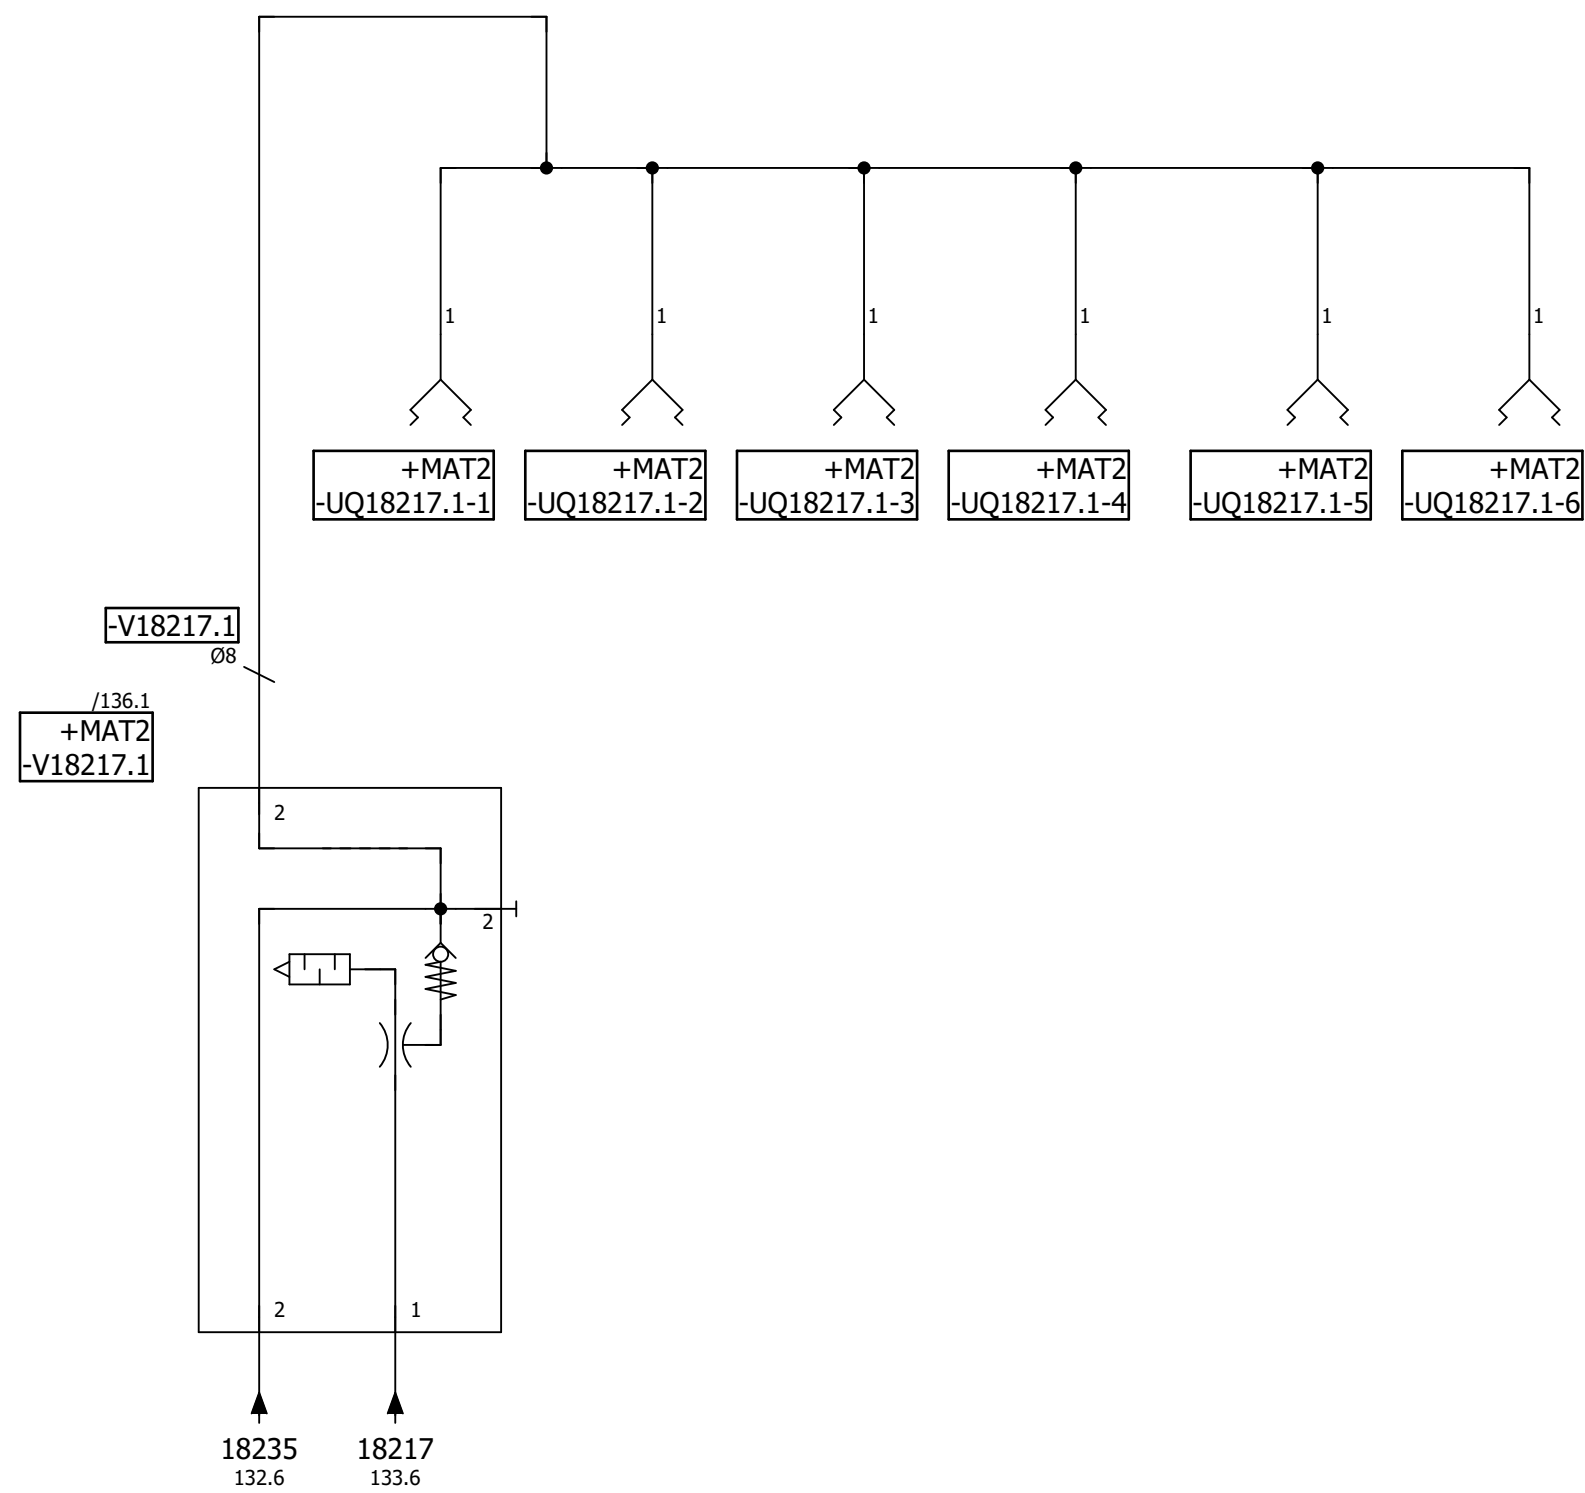 1
1
1
1
1
1
+MAT2
-UQ18217.1-1
+MAT2
-UQ18217.1-2
+MAT2
-UQ18217.1-3
+MAT2
-UQ18217.1-4
+MAT2
-UQ18217.1-5
+MAT2
-UQ18217.1-6
-V18217.1
Ø8
/136.1
+MAT2
-V18217.1
2
2
2
1
18235
132.6
18217
133.6